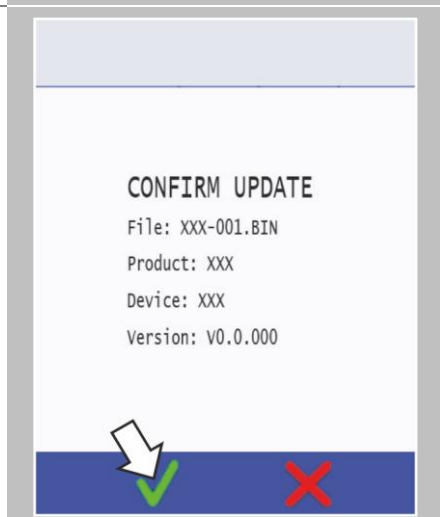 CONFIRM UPDATE
File: XXX-001.BIN
Product: XXX
Device: XXX
Version: V0.0.000